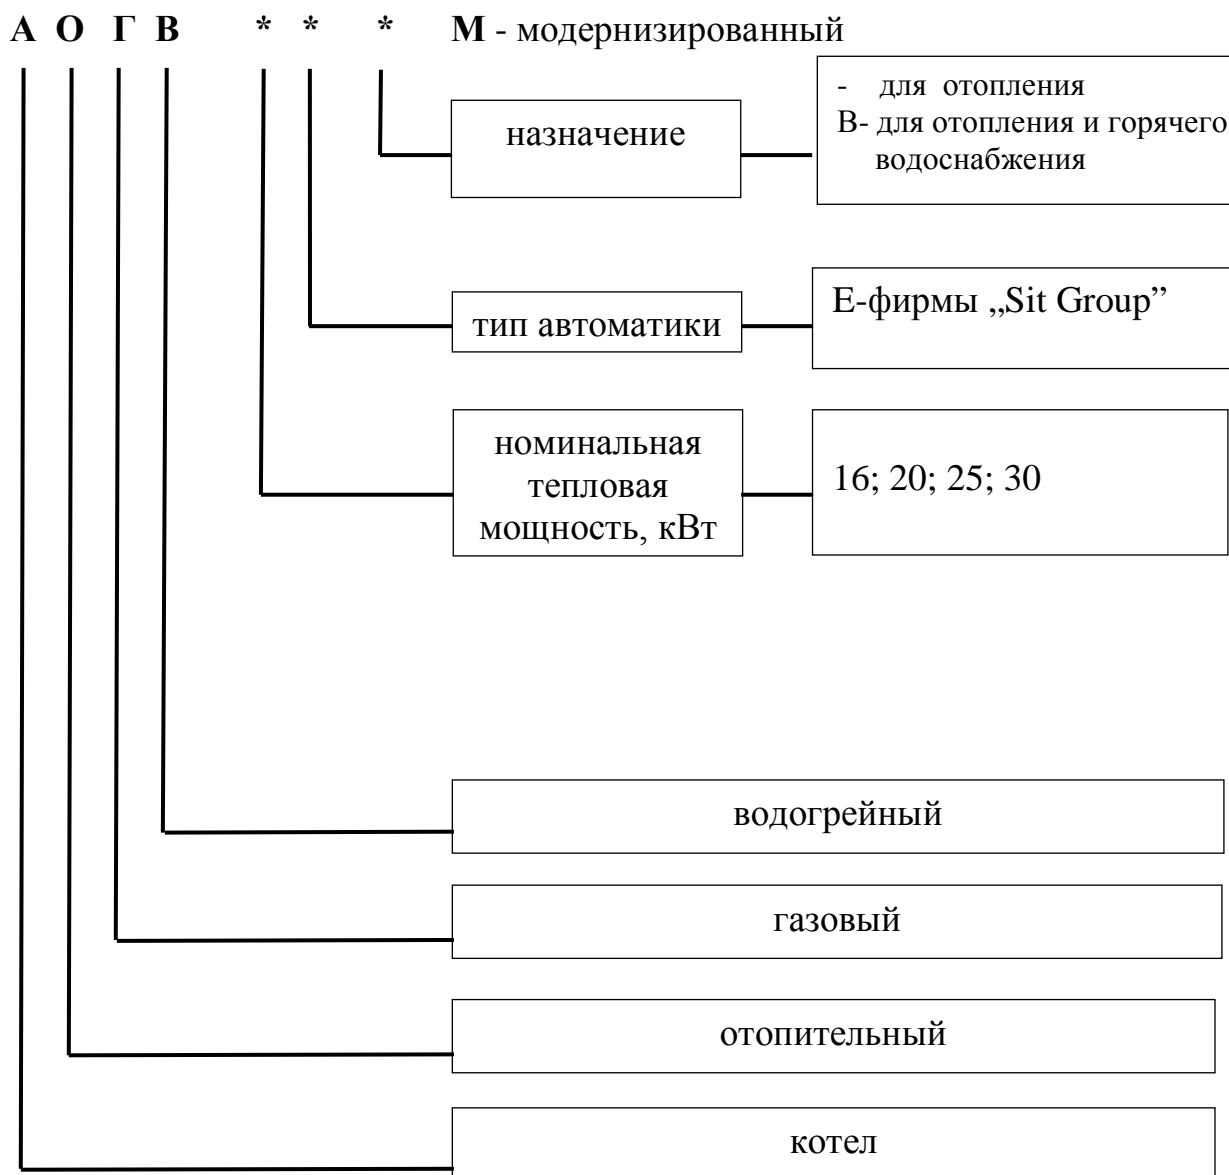 А О Г В * * * М - модернизированный
назначение
- для отопления
В- для отопления и горячего
водоснабжения
тип автоматики
Е-фирмы „Sit Group”
номинальная
тепловая
мощность, кВт
16; 20; 25; 30
водогрейный
газовый
отопительный
котел